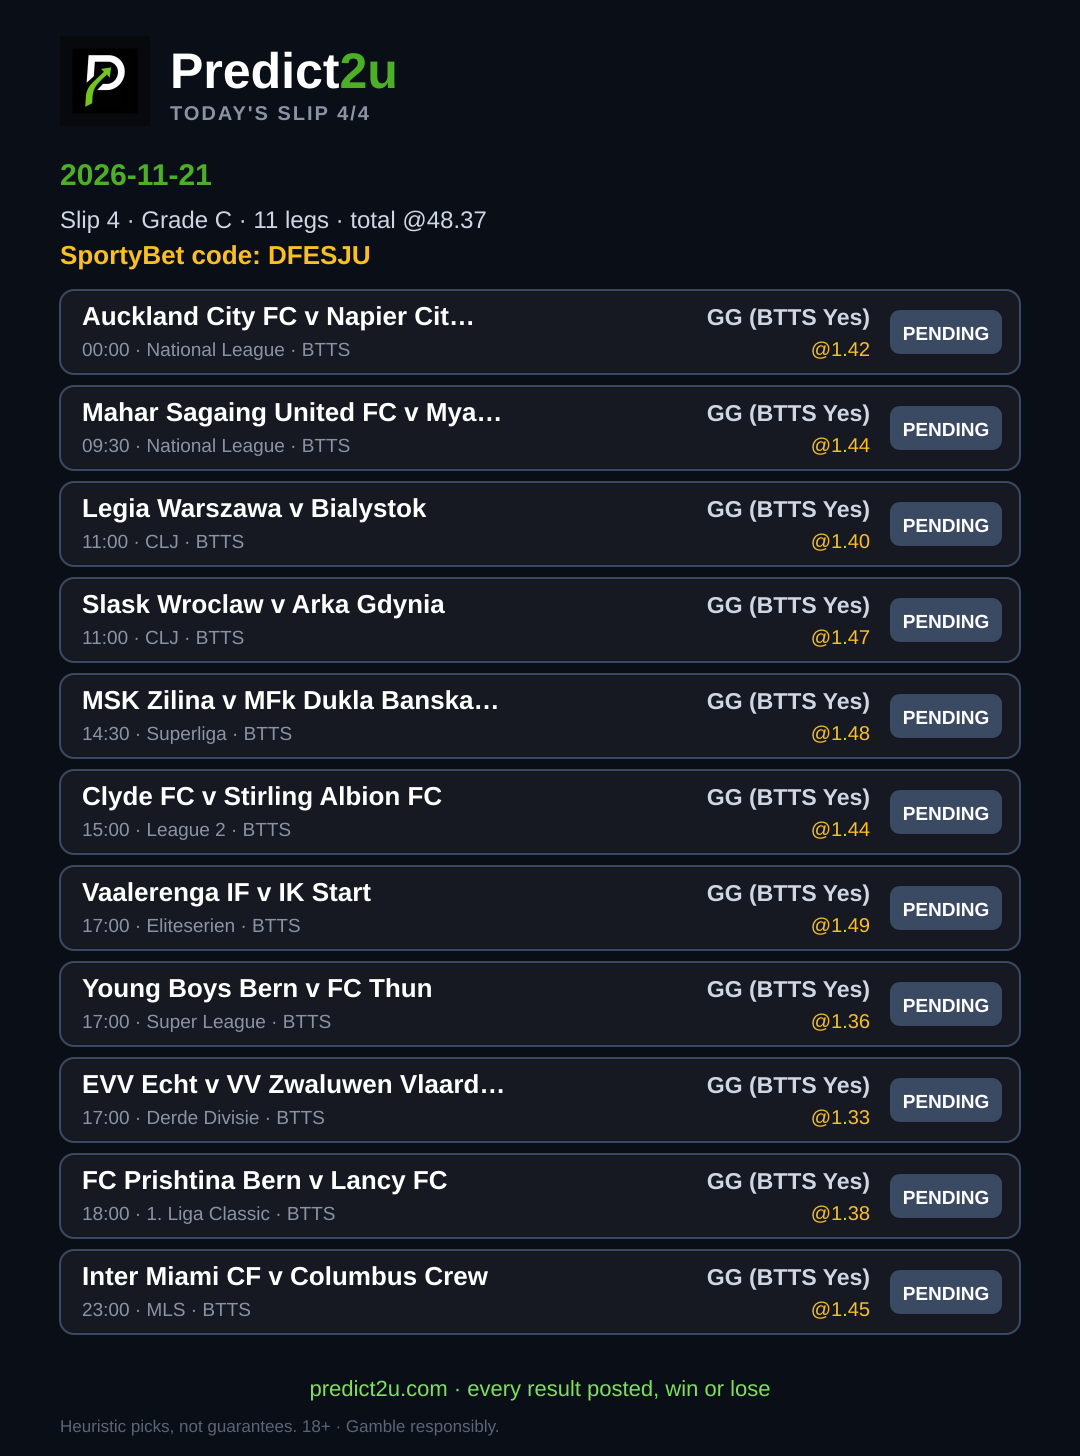 Predict2u
TODAY'S SLIP 4/4
2026-11-21
Slip 4 · Grade C · 11 legs · total @48.37
SportyBet code: DFESJU
Auckland City FC v Napier Cit…
GG (BTTS Yes)
PENDING
00:00 · National League · BTTS
@1.42
Mahar Sagaing United FC v Mya…
GG (BTTS Yes)
PENDING
09:30 · National League · BTTS
@1.44
Legia Warszawa v Bialystok
GG (BTTS Yes)
PENDING
11:00 · CLJ · BTTS
@1.40
Slask Wroclaw v Arka Gdynia
GG (BTTS Yes)
PENDING
11:00 · CLJ · BTTS
@1.47
MSK Zilina v MFk Dukla Banska…
GG (BTTS Yes)
PENDING
14:30 · Superliga · BTTS
@1.48
Clyde FC v Stirling Albion FC
GG (BTTS Yes)
PENDING
15:00 · League 2 · BTTS
@1.44
Vaalerenga IF v IK Start
GG (BTTS Yes)
PENDING
17:00 · Eliteserien · BTTS
@1.49
Young Boys Bern v FC Thun
GG (BTTS Yes)
PENDING
17:00 · Super League · BTTS
@1.36
EVV Echt v VV Zwaluwen Vlaard…
GG (BTTS Yes)
PENDING
17:00 · Derde Divisie · BTTS
@1.33
FC Prishtina Bern v Lancy FC
GG (BTTS Yes)
PENDING
18:00 · 1. Liga Classic · BTTS
@1.38
Inter Miami CF v Columbus Crew
GG (BTTS Yes)
PENDING
23:00 · MLS · BTTS
@1.45
predict2u.com · every result posted, win or lose
Heuristic picks, not guarantees. 18+ · Gamble responsibly.